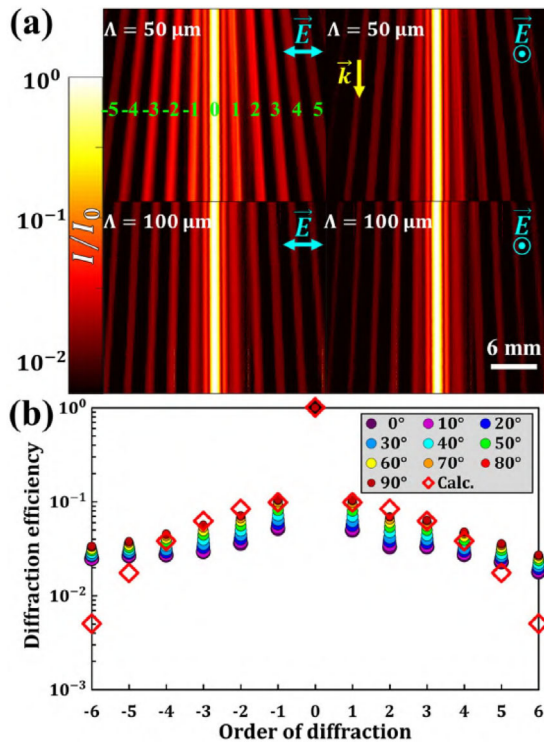 (a)
Λ = 50 μm
E
Λ = 50 μm
E
k
10⁰
-5 -4 -3 -2 -1 0 1 2 3 4 5
10⁻¹
I/I₀
Λ = 100 μm
E
Λ = 100 μm
E
10⁻²
6 mm
(b)
10⁰
0° 10° 20°
30° 40° 50°
60° 70° 80°
90° Calc.
10⁻¹
Diffraction efficiency
10⁻²
10⁻³
-6 -5 -4 -3 -2 -1 0 1 2 3 4 5 6
Order of diffraction